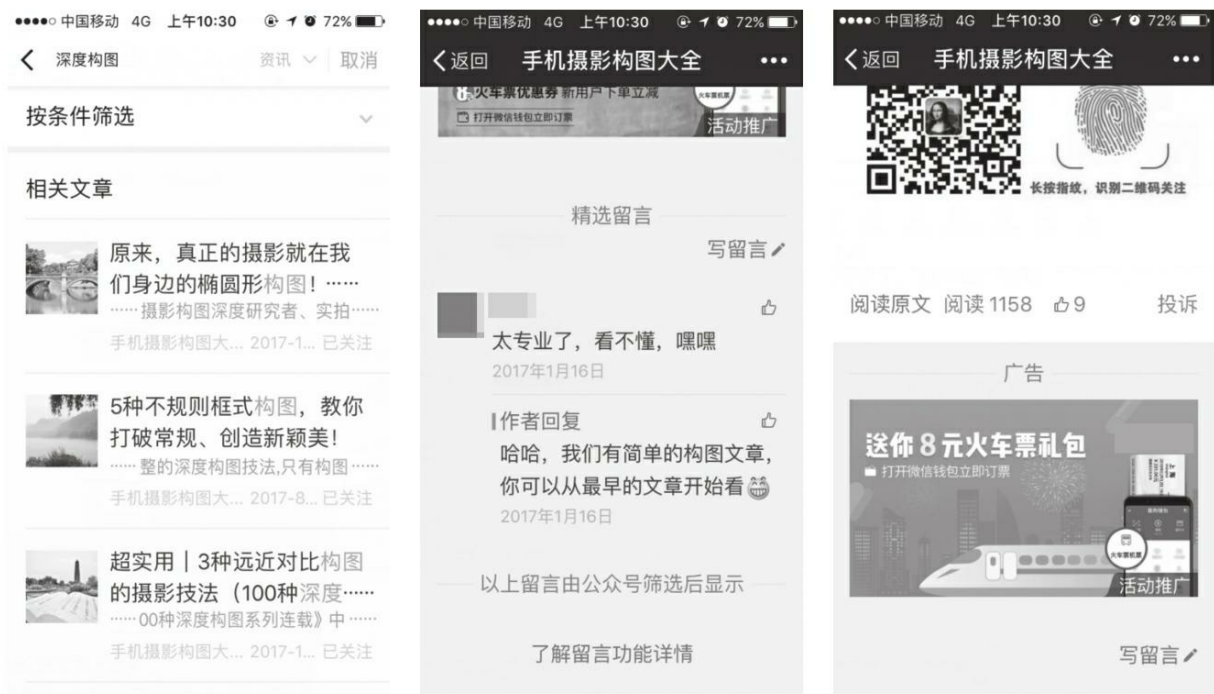 中国移动 4G 上午10:30 72%
深度构图 资讯 取消
按条件筛选
相关文章
原来，真正的摄影就在我
们身边的椭圆形构图！……
……摄影构图深度研究者、实拍……
手机摄影构图大... 2017-1... 已关注
5种不规则框式构图，教你
打破常规、创造新颖美！
……整的深度构图技法,只有构图……
手机摄影构图大... 2017-8... 已关注
超实用｜3种远近对比构图
的摄影技法（100种深度……
……00种深度构图系列连载》中……
手机摄影构图大... 2017-1... 已关注
中国移动 4G 上午10:30 72%
返回 手机摄影构图大全
8 火车票优惠券 新用户下单立减
打开微信钱包立即订票
火车票机票
活动推广
精选留言
写留言
太专业了，看不懂，嘿嘿
2017年1月16日
作者回复
哈哈，我们有简单的构图文章，
你可以从最早的文章开始看
2017年1月16日
以上留言由公众号筛选后显示
了解留言功能详情
中国移动 4G 上午10:30 72%
返回 手机摄影构图大全
长按指纹，识别二维码关注
阅读原文 阅读 1158 9 投诉
广告
送你8元火车票礼包
打开微信钱包立即订票
火车票机票
活动推广
写留言